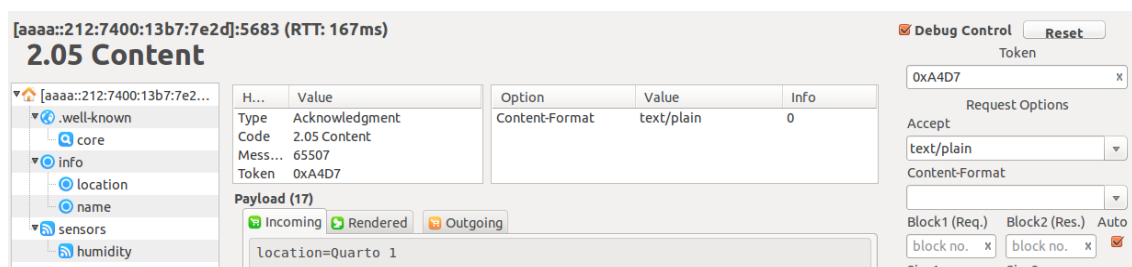 [aaaa::212:7400:13b7:7e2d]:5683 (RTT: 167ms)
2.05 Content
[aaaa::212:7400:13b7:7e2...
.well-known
core
info
location
name
sensors
humidity
H... Value
Type Acknowledgment
Code 2.05 Content
Mess... 65507
Token 0xA4D7
Option Value Info
Content-Format text/plain 0
Payload (17)
Incoming Rendered Outgoing
location=Quarto 1
Debug Control Reset
Token
0xA4D7 x
Request Options
Accept
text/plain
Content-Format
Block1 (Req.) Block2 (Res.) Auto
block no. x block no. x